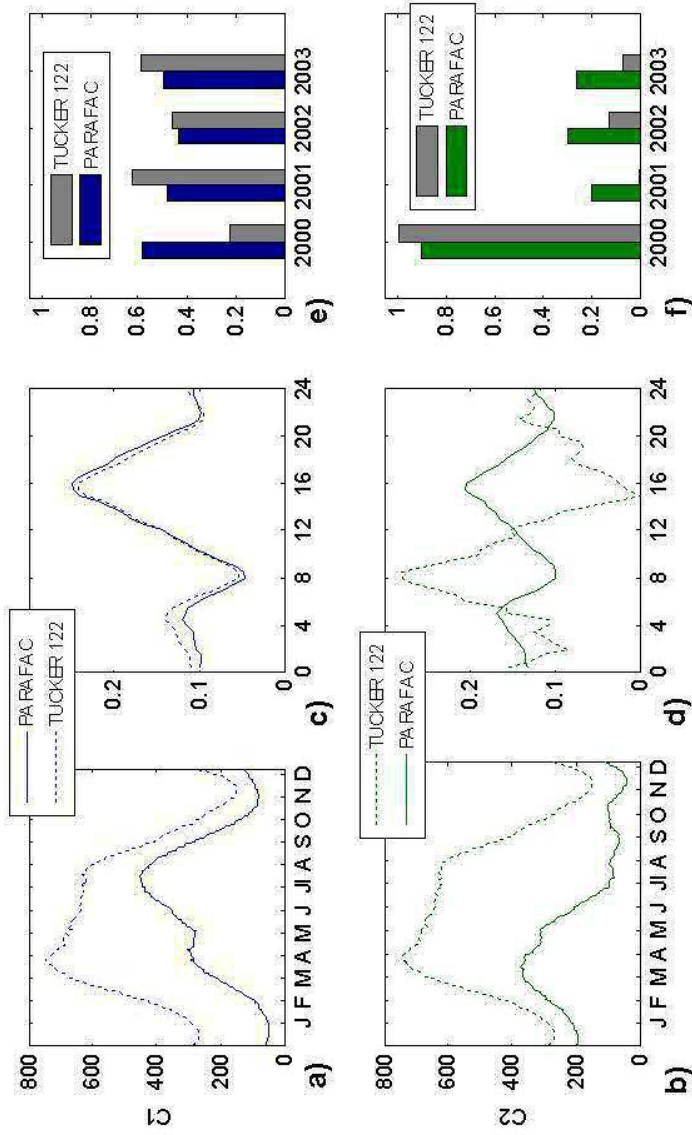 PARAFAC
TUCKER 122
TUCKER 122
PARAFAC
C1
800
600
400
200
0
J F M A M J Jl A S O N D
a)
0.2
0.1
0
0 4 8 12 16 20 24
c)
1
0.8
0.6
0.4
0.2
0
2000 2001 2002 2003
e)
TUCKER 122
PARAFAC
TUCKER 122
PARAFAC
C2
800
600
400
200
0
J F M A M J Jl A S O N D
b)
0.2
0.1
0
0 4 8 12 16 20 24
d)
1
0.8
0.6
0.4
0.2
0
2000 2001 2002 2003
f)